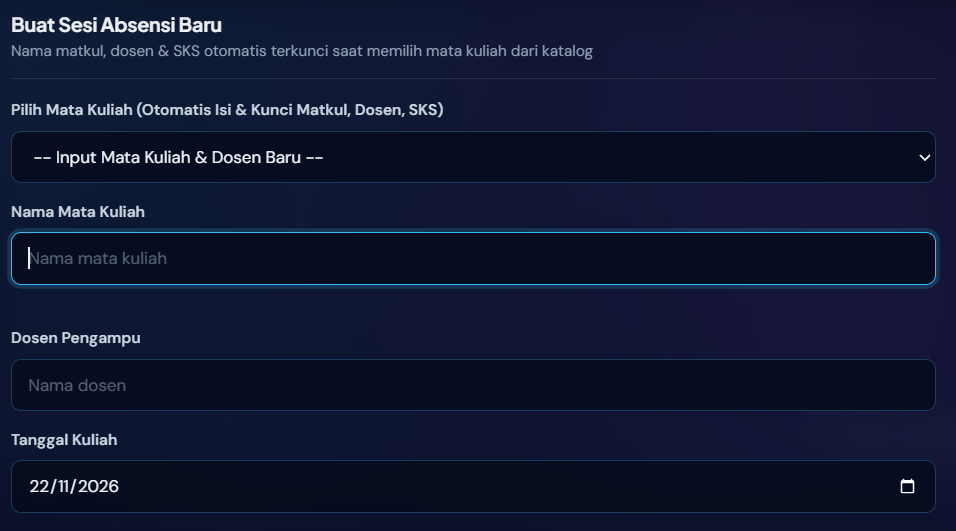 Buat Sesi Absensi Baru
Nama matkul, dosen & SKS otomatis terkunci saat memilih mata kuliah dari katalog
Pilih Mata Kuliah (Otomatis Isi & Kunci Matkul, Dosen, SKS)
-- Input Mata Kuliah & Dosen Baru --
Nama Mata Kuliah
Nama mata kuliah
Dosen Pengampu
Nama dosen
Tanggal Kuliah
22/11/2026